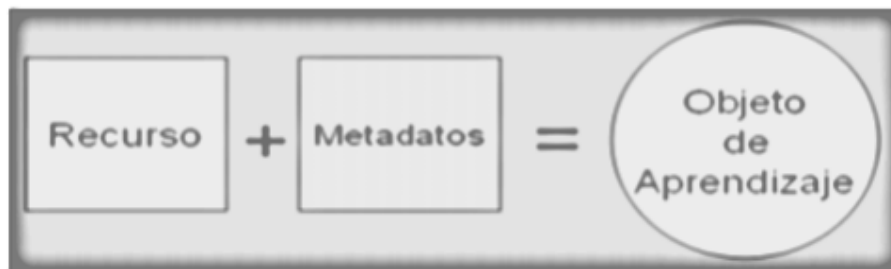 Recurso + Metadatos = Objeto
de
Aprendizaje